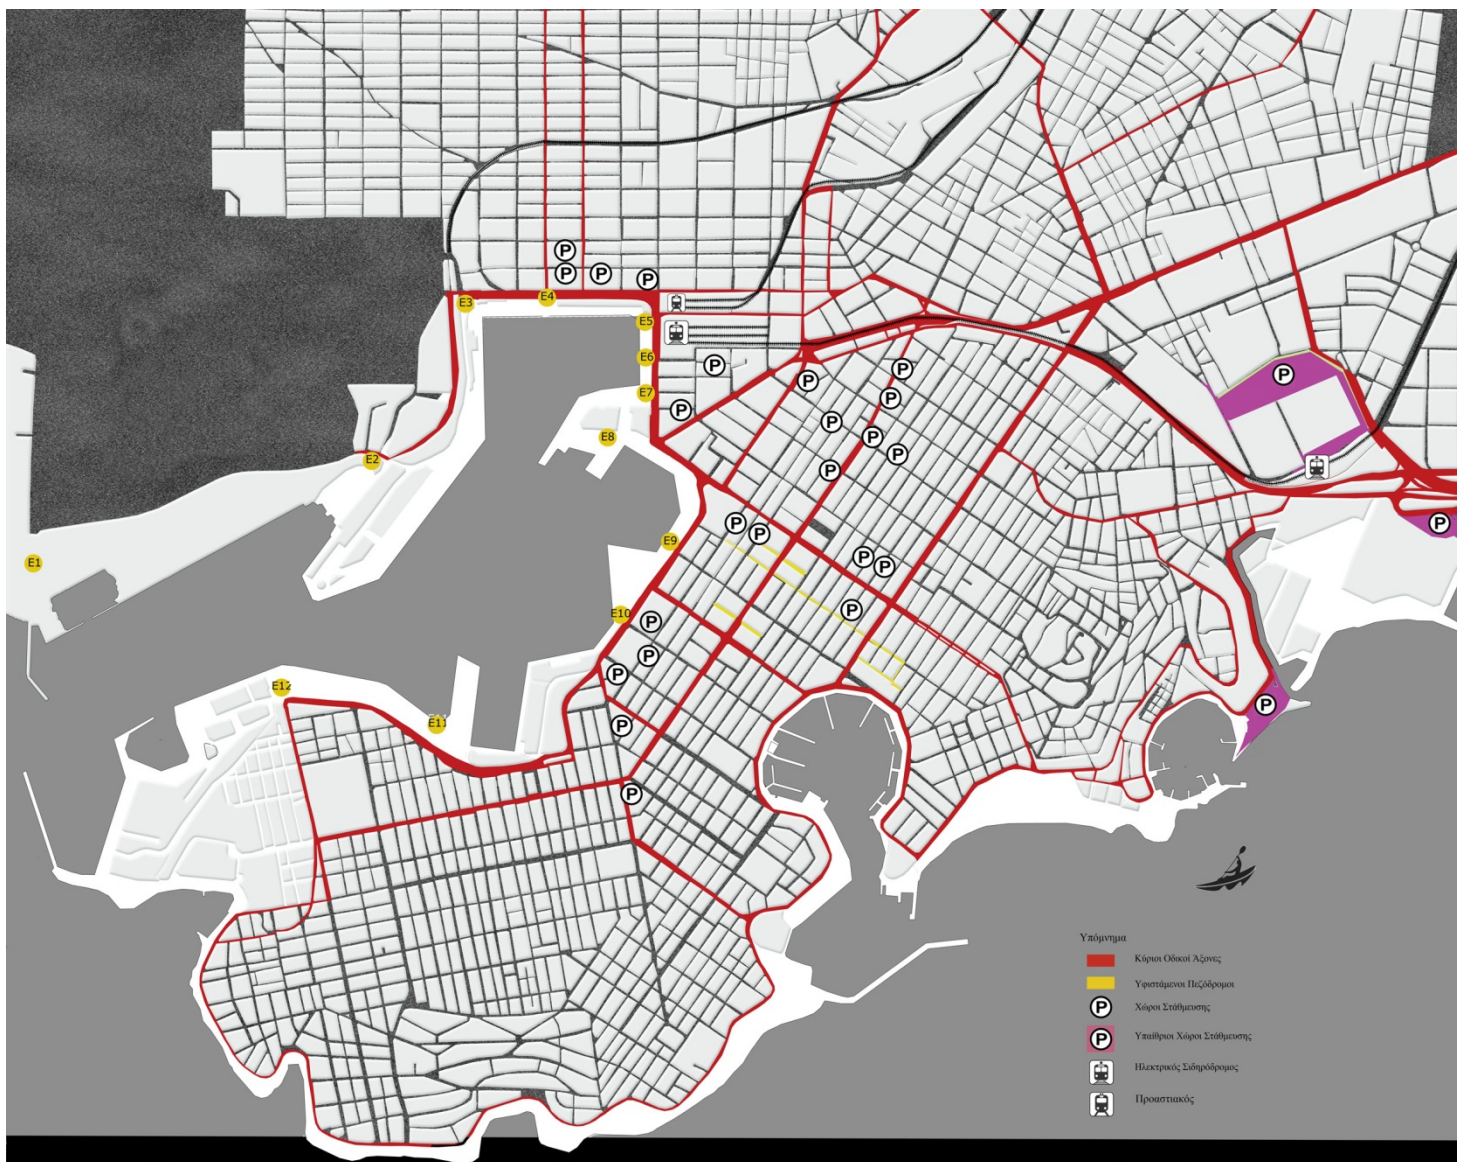 P
P
P
P
E3
E4
E5
E6
P
P
P
P
P
E7
P
P
P
E8
P
P
E2
P
P
P
P
E9
P
P
E1
P
E10
P
P
P
E12
P
E11
P
P
Υπόμνημα
Κύριοι Οδικοί Άξονες
Υφιστάμενοι Πεζόδρομοι
P Χώροι Στάθμευσης
P Υπαίθριοι Χώροι Στάθμευσης
Ηλεκτρικός Σιδηρόδρομος
Προαστιακός